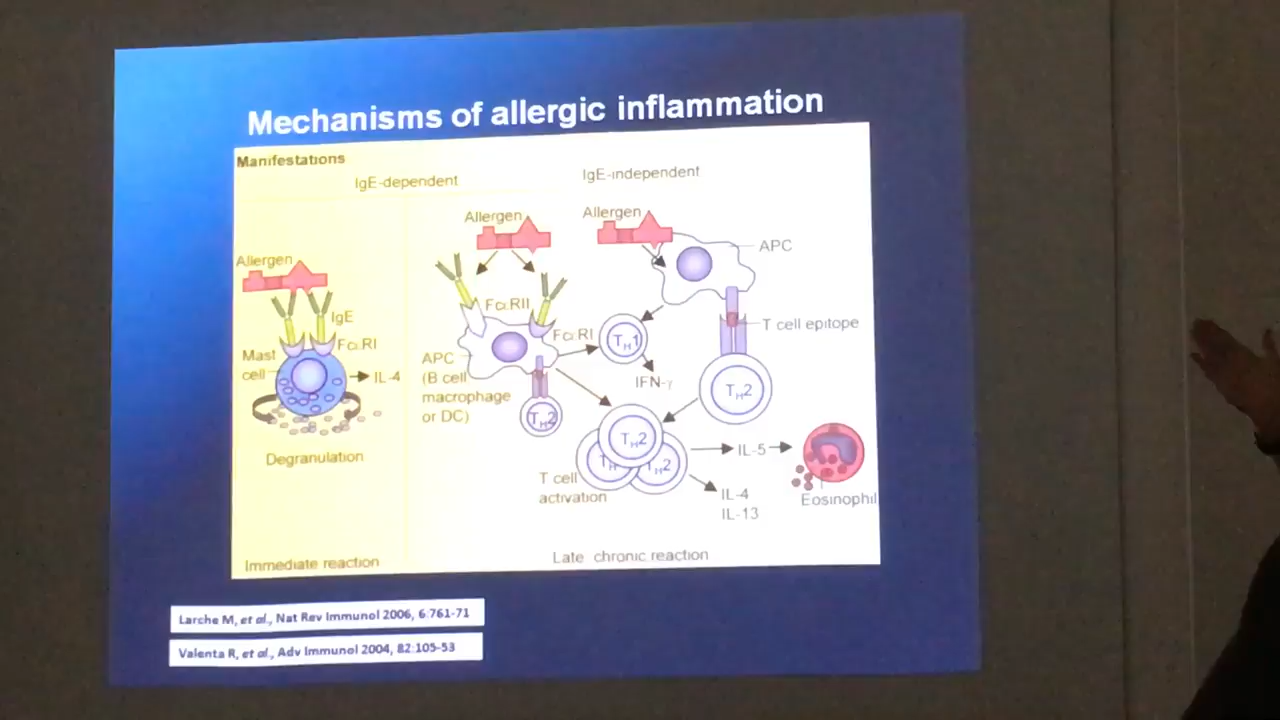 Mechanisms of allergic inflammation
Manifestations
IgE-dependent
IgE-independent
Allergen
IgE
FcεRI
Mast
cell
IL-4
Degranulation
Immediate reaction
Allergen
FcεRII
FcεRI
APC
(B cell
macrophage
or DC)
TH2
Allergen
APC
T cell epitope
TH1
IFN-γ
TH2
TH2
TH
TH2
T cell
activation
IL-5
IL-4
IL-13
Eosinophil
Late chronic reaction
Larche M, et al., Nat Rev Immunol 2006, 6:761-71
Valenta R, et al., Adv Immunol 2004, 82:105-53